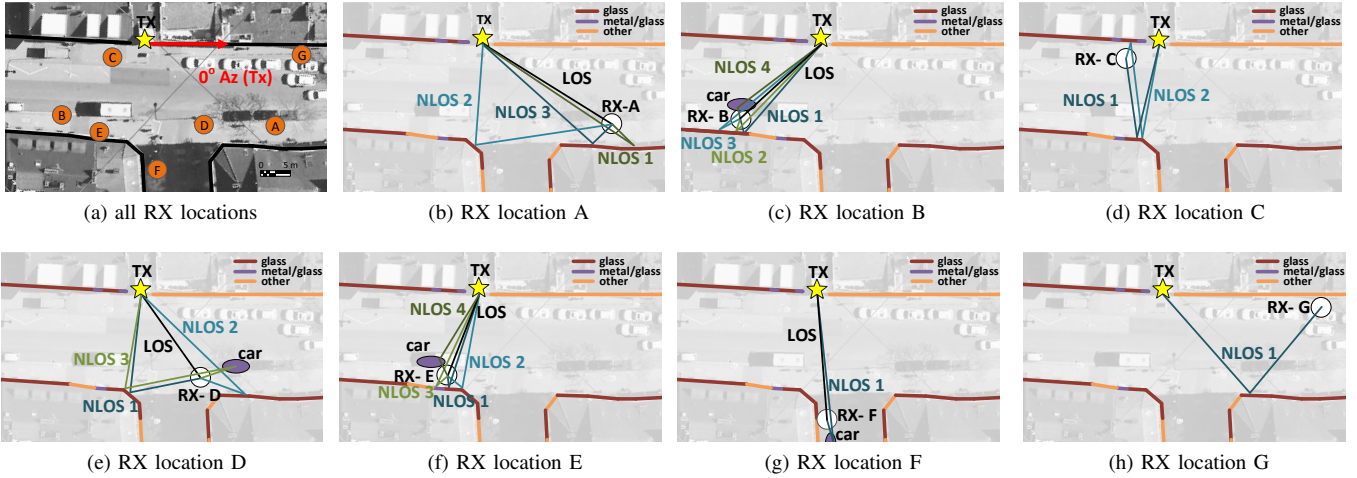 TX
0° Az (Tx)
C
G
B
E
D
A
F
0 5 m
(a) all RX locations
TX
glass
metal/glass
other
LOS
NLOS 2
NLOS 3
RX-A
NLOS 1
(b) RX location A
TX
glass
metal/glass
other
NLOS 4
LOS
car
RX- B
NLOS 1
NLOS 3
NLOS 2
(c) RX location B
TX
glass
metal/glass
other
RX- C
NLOS 1
NLOS 2
(d) RX location C
TX
glass
metal/glass
other
NLOS 2
LOS
car
NLOS 3
RX- D
NLOS 1
(e) RX location D
TX
glass
metal/glass
other
NLOS 4
LOS
car
NLOS 2
RX- E
NLOS 3
NLOS 1
(f) RX location E
TX
glass
metal/glass
other
LOS
NLOS 1
RX- F
car
(g) RX location F
TX
glass
metal/glass
other
RX- G
NLOS 1
(h) RX location G